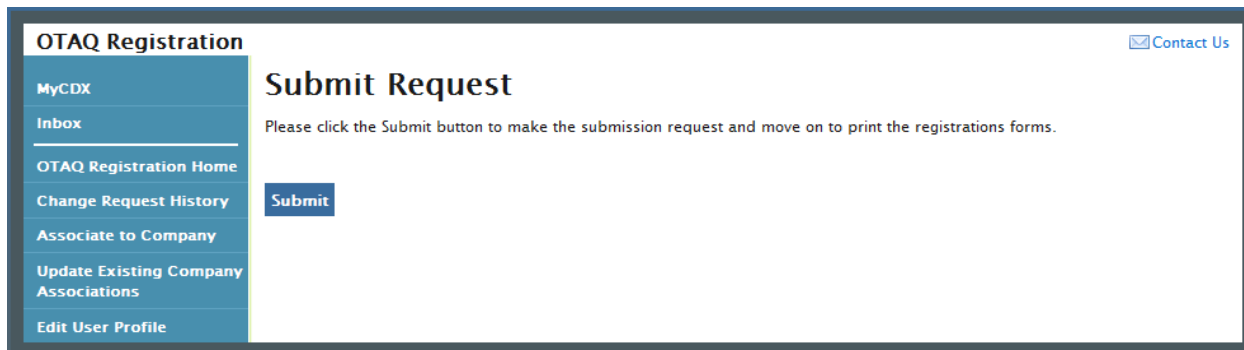 OTAQ Registration
Contact Us
MyCDX
Inbox
OTAQ Registration Home
Change Request History
Associate to Company
Update Existing Company
Associations
Edit User Profile
Submit Request
Please click the Submit button to make the submission request and move on to print the registrations forms.
Submit